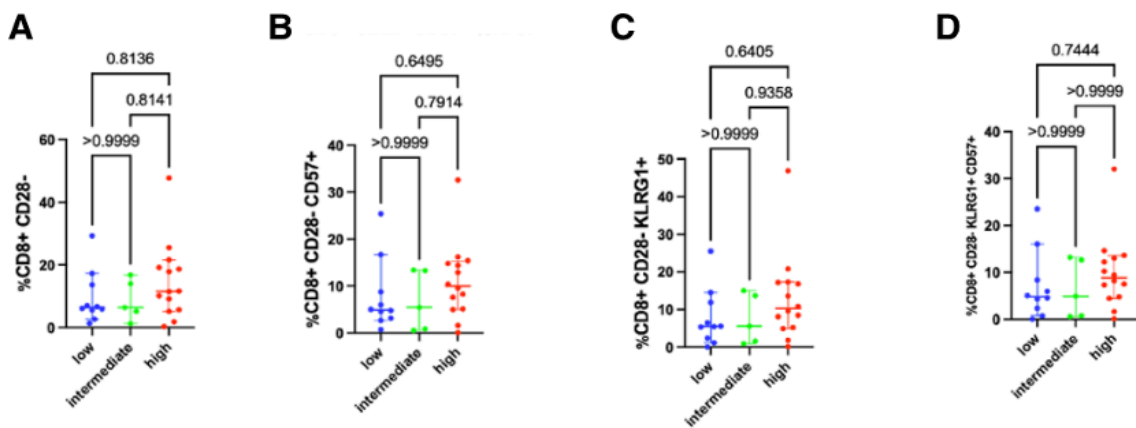 A
0.8136
0.8141
>0.9999
%CD8+ CD28-
60
40
20
0
low
intermediate
high
B
0.6495
0.7914
>0.9999
%CD8+ CD28- CD57+
40
30
20
10
0
low
intermediate
high
C
0.6405
0.9358
>0.9999
%CD8+ CD28- KLRG1+
50
40
30
20
10
0
low
intermediate
high
D
0.7444
>0.9999
>0.9999
%CD8+ CD28- KLRG1+ CD57+
40
30
20
10
0
low
intermediate
high